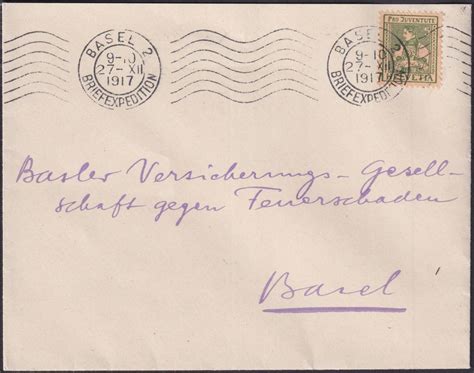 BASEL 2
9-10
27-XII
1917
BRIEFEXPEDITION
BASEL 2
9-10
27-XII
1917
BRIEFEXPEDITION
PRO JUVENTUTE
HELVETIA
Basler Versicherungs-Gesell-
schaft gegen Feuerschaden
Basel